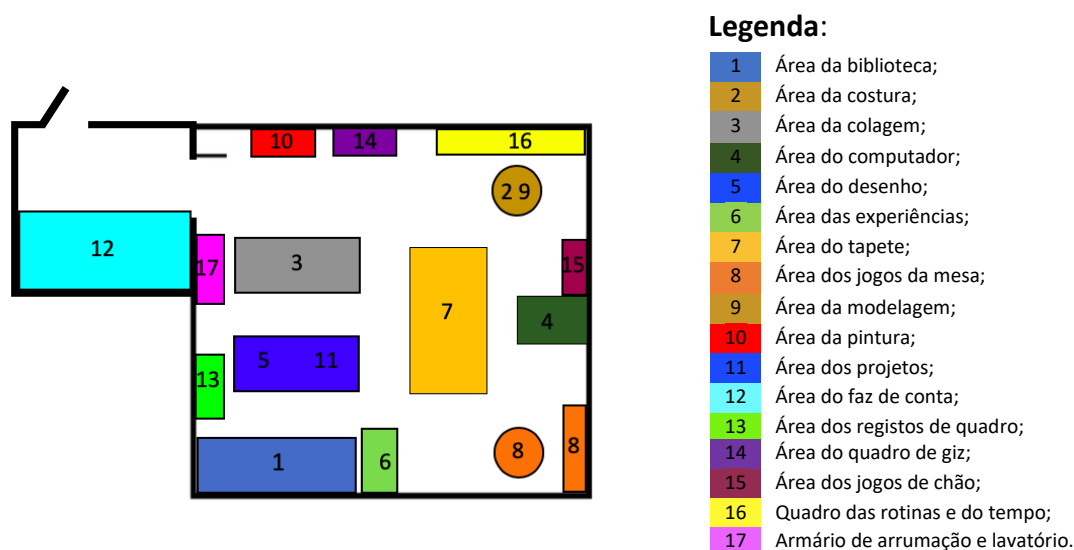 Legenda:
1 Área da biblioteca;
2 Área da costura;
3 Área da colagem;
4 Área do computador;
5 Área do desenho;
6 Área das experiências;
7 Área do tapete;
8 Área dos jogos da mesa;
9 Área da modelagem;
10 Área da pintura;
11 Área dos projetos;
12 Área do faz de conta;
13 Área dos registos de quadro;
14 Área do quadro de giz;
15 Área dos jogos de chão;
16 Quadro das rotinas e do tempo;
17 Armário de arrumação e lavatório.
10 14 16
2 9
12
17 3 15
7 4
5 11
13
1 6 8 8